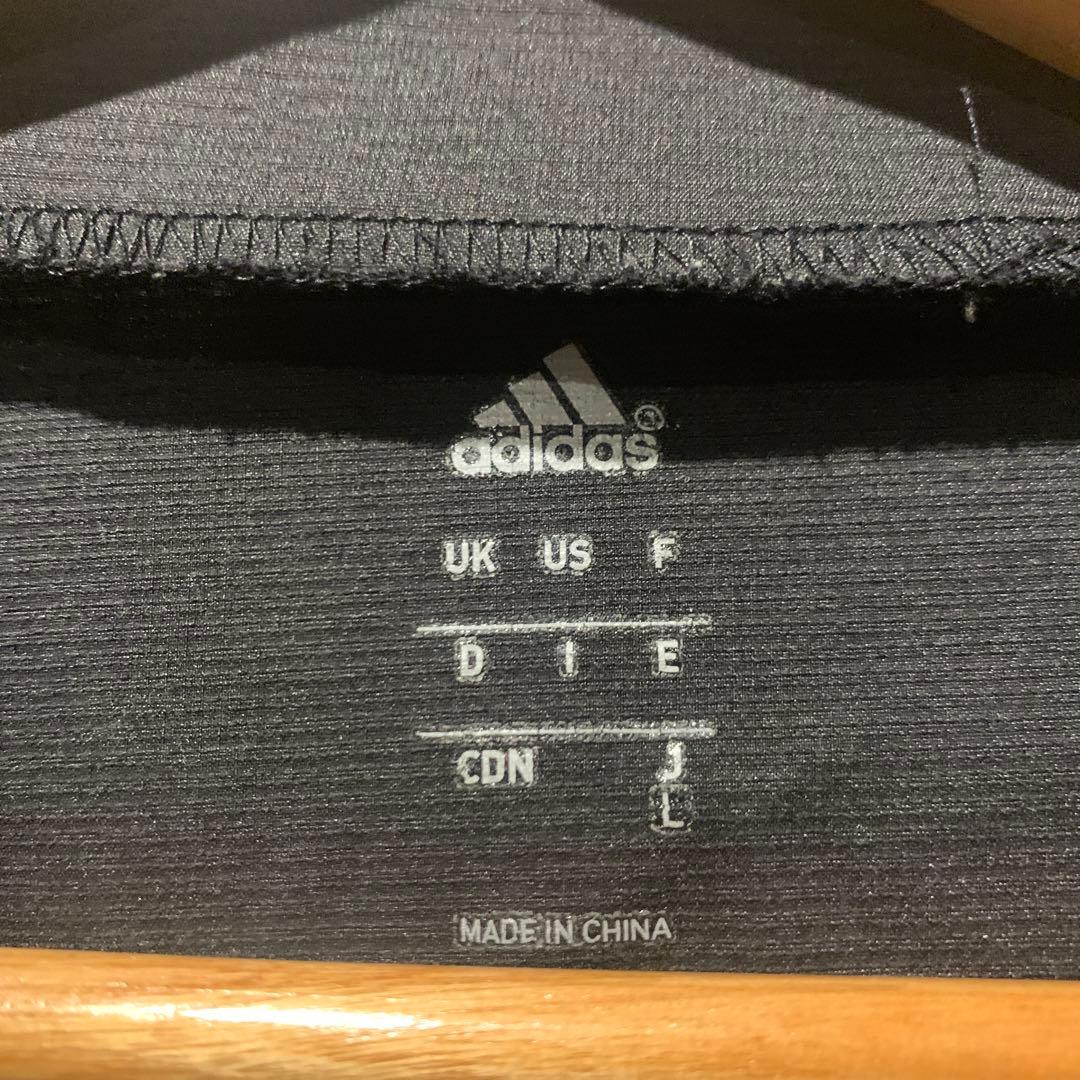 adidas®
UK US F
D I E
CDN J
L
MADE IN CHINA